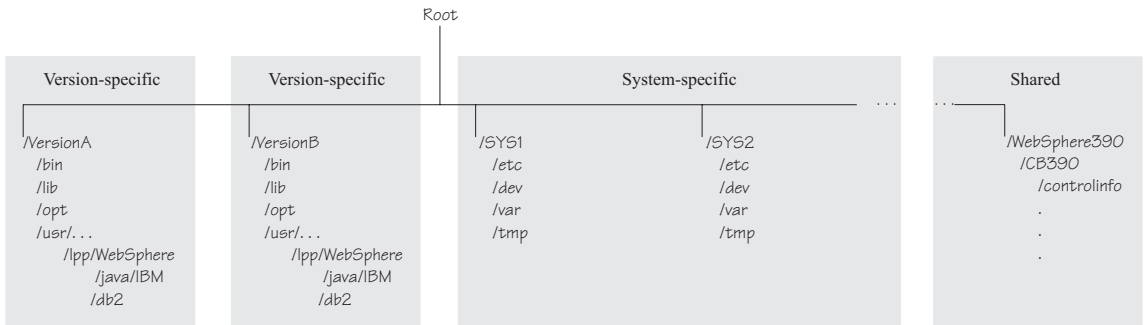 Root
Version-specific
/VersionA
/bin
/lib
/opt
/usr/. . .
/lpp/WebSphere
/java/IBM
/db2
Version-specific
/VersionB
/bin
/lib
/opt
/usr/. . .
/lpp/WebSphere
/java/IBM
/db2
System-specific
/SYS1
/etc
/dev
/var
/tmp
/SYS2
/etc
/dev
/var
/tmp
. . .
. . .
Shared
/WebSphere390
/CB390
/controlinfo
.
.
.